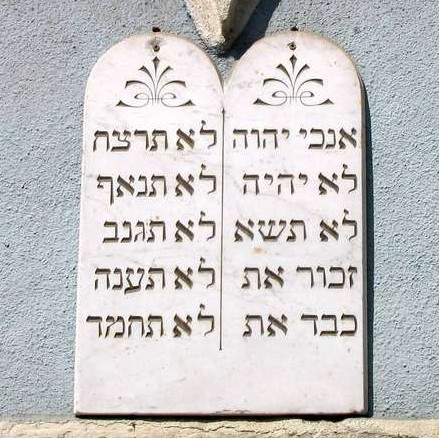 אנכי יהוה
לא יהיה
לא תשא
זכור את
כבד את
לא תרצח
לא תנאף
לא תגנב
לא תענה
לא תחמד